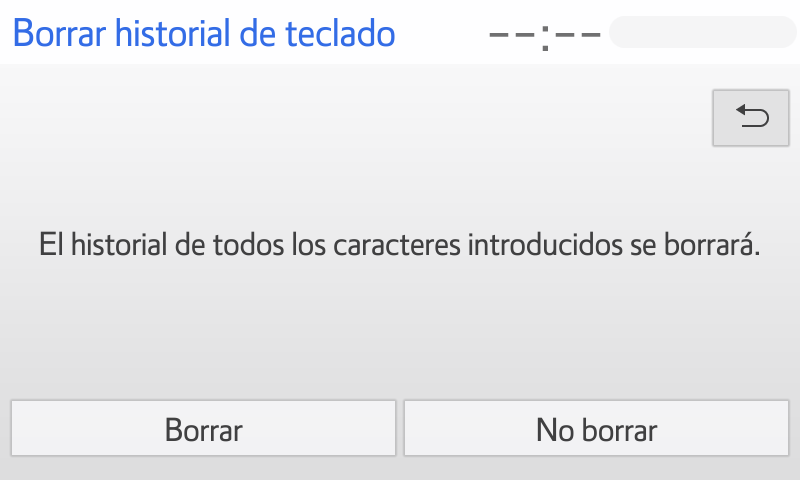 Borrar historial de teclado --:--
El historial de todos los caracteres introducidos se borrará.
Borrar
No borrar